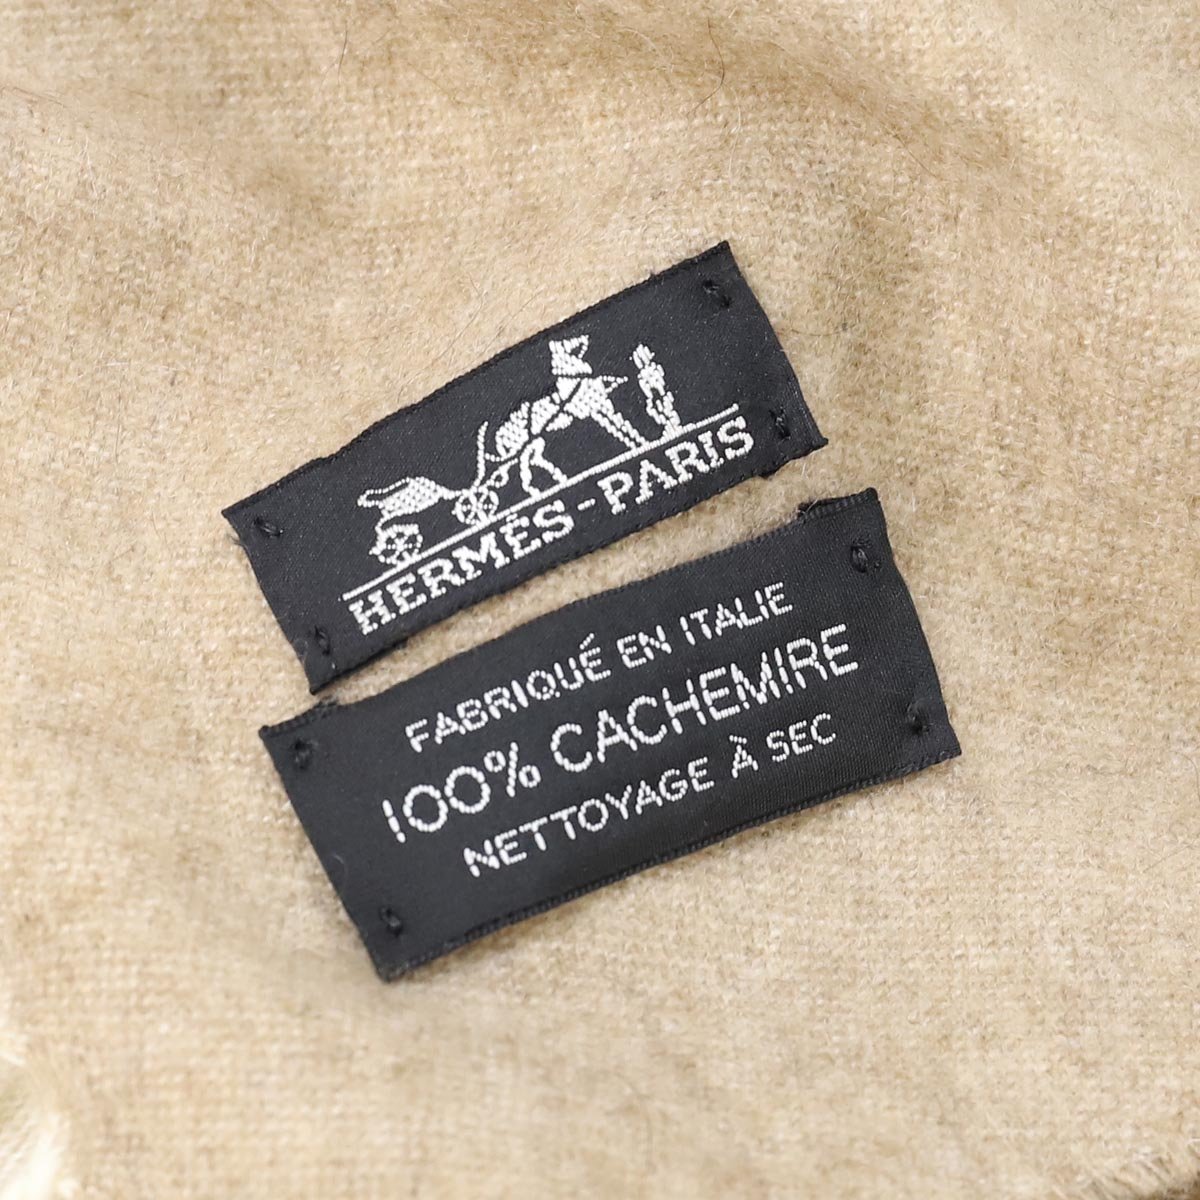 HERMÈS-PARIS
FABRIQUÉ EN ITALIE
100% CACHEMIRE
NETTOYAGE À SEC